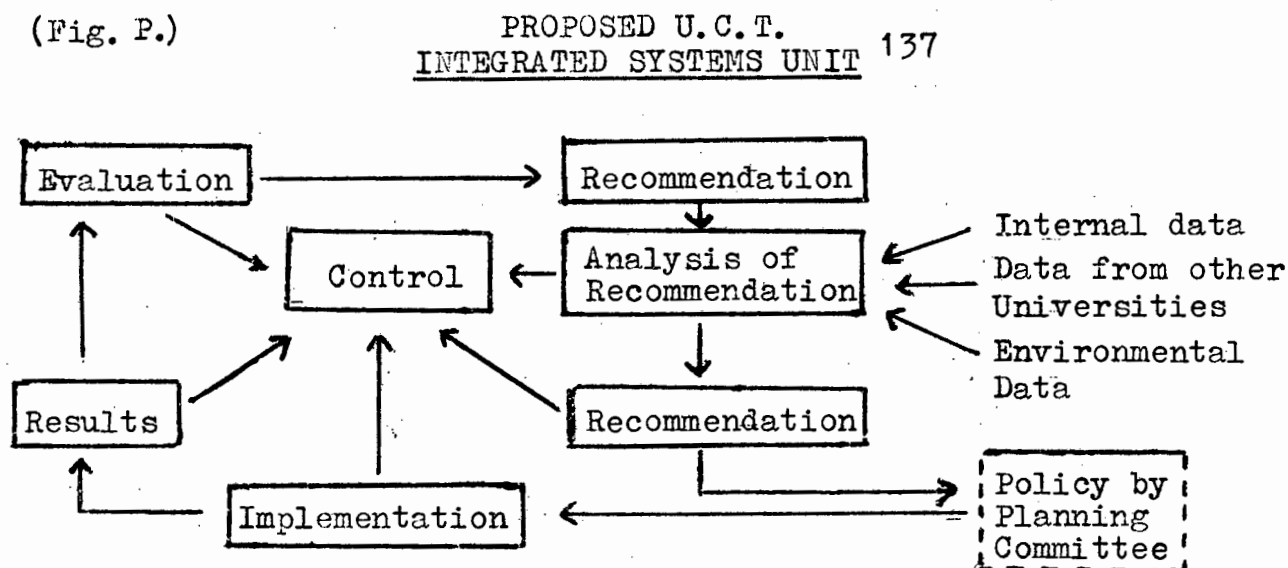 (Fig. P.)
PROPOSED U.C.T.
INTEGRATED SYSTEMS UNIT
137
Evaluation
Recommendation
Control
Analysis of
Recommendation
Internal data
Data from other
Universities
Environmental
Data
Results
Recommendation
Implementation
Policy by
Planning
Committee